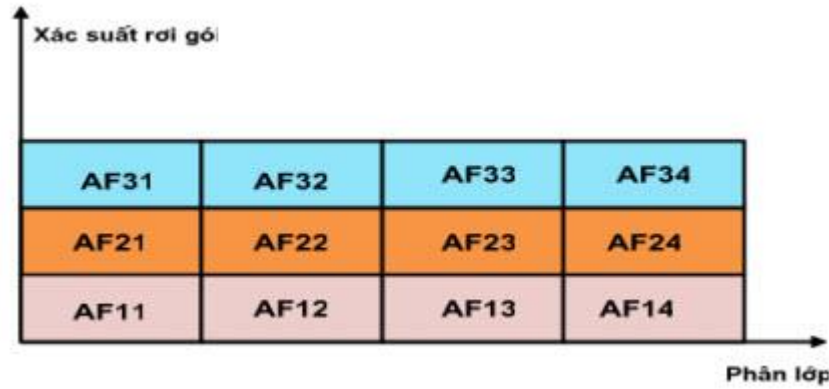 Xác suất rơi gói
AF31 AF32 AF33 AF34
AF21 AF22 AF23 AF24
AF11 AF12 AF13 AF14
Phân lớp